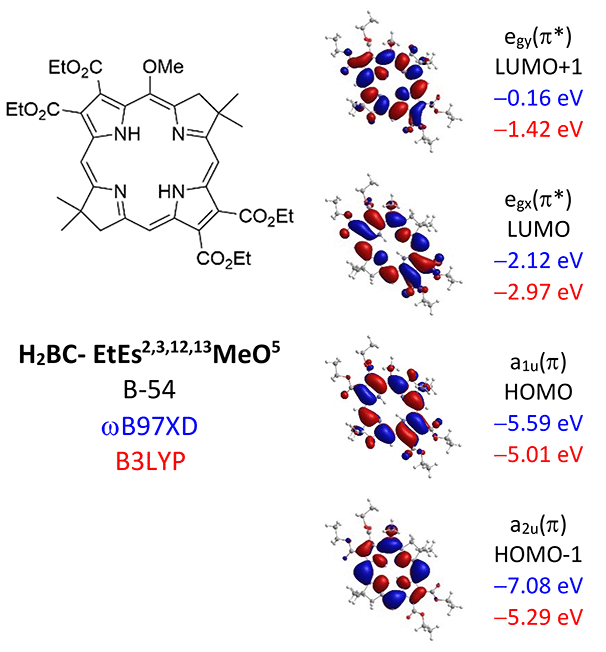 EtO₂C
OMe
EtO₂C
NH
N
N
HN
CO₂Et
CO₂Et
H₂BC- EtEs²,³,¹²,¹³MeO⁵
B-54
ωB97XD
B3LYP
egy(π*)
LUMO+1
−0.16 eV
−1.42 eV
egx(π*)
LUMO
−2.12 eV
−2.97 eV
a1u(π)
HOMO
−5.59 eV
−5.01 eV
a2u(π)
HOMO-1
−7.08 eV
−5.29 eV